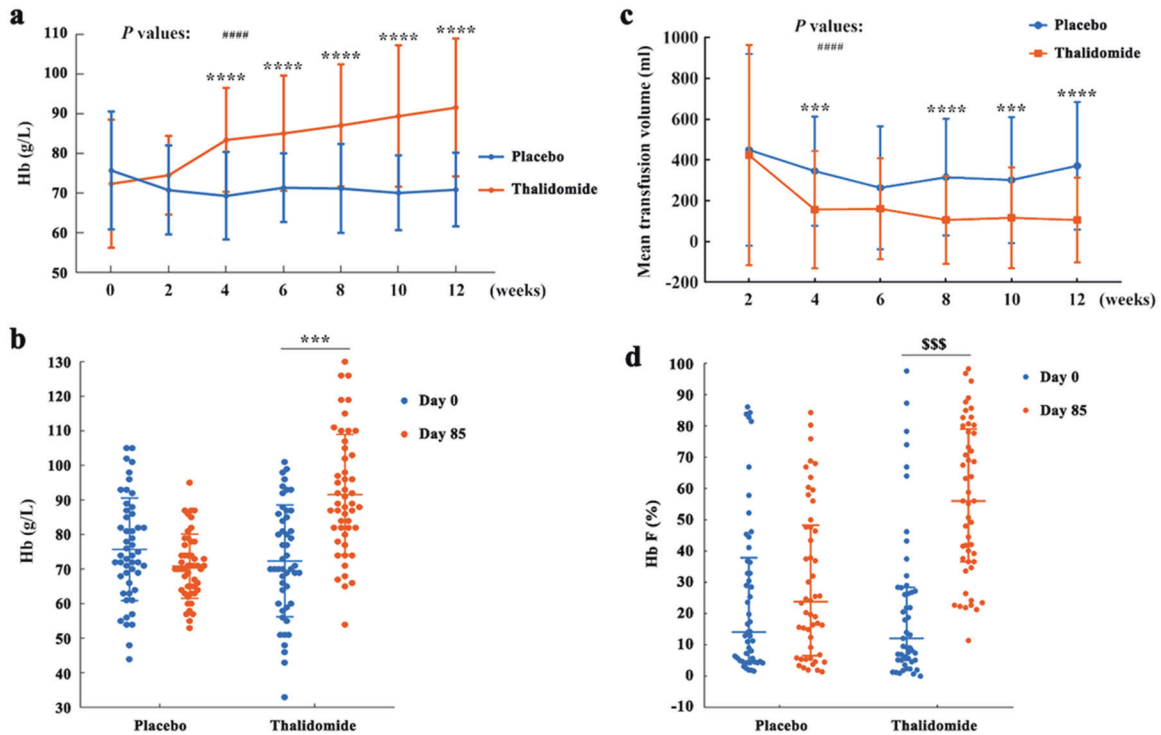 a
P values: ####
**** **** **** **** ****
Hb (g/L)
110
100
90
80
70
60
50
0 2 4 6 8 10 12 (weeks)
Placebo
Thalidomide
c
P values:
####
Placebo
Thalidomide
*** **** *** ****
Mean transfusion volume (ml)
1000
800
600
400
200
0
-200
2 4 6 8 10 12 (weeks)
b
***
Hb (g/L)
130
120
110
100
90
80
70
60
50
40
30
Day 0
Day 85
Placebo Thalidomide
d
$$$
Hb F (%)
100
90
80
70
60
50
40
30
20
10
0
-10
Day 0
Day 85
Placebo Thalidomide